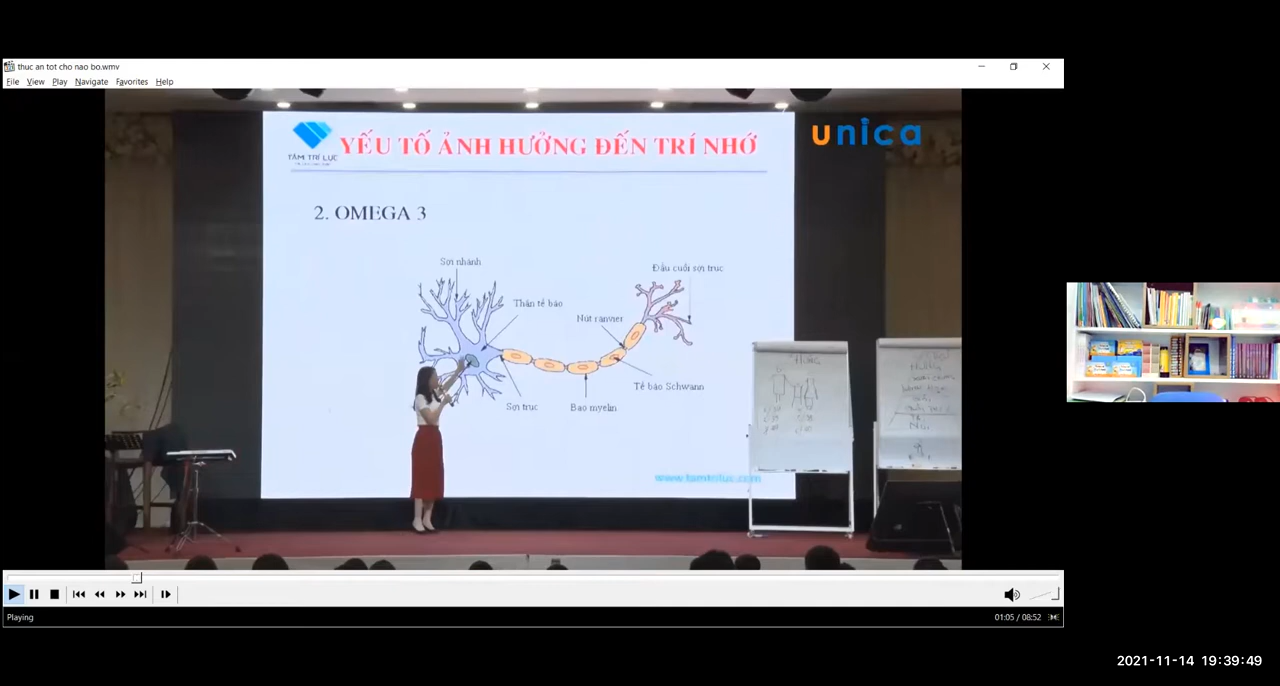 thuc an tot cho nao bo.wmv
File View Play Navigate Favorites Help
unica
TÂM TRÍ LỰC
YẾU TỐ ẢNH HƯỞNG ĐẾN TRÍ NHỚ
2. OMEGA 3
Sợi nhánh
Đầu cuối sợi trục
Thân tế bào
Nút ranvier
Tế bào Schwann
Sợi trục
Bao myelin
www.tamtriluc.com
Playing
01:05 / 08:52
2021-11-14 19:39:49